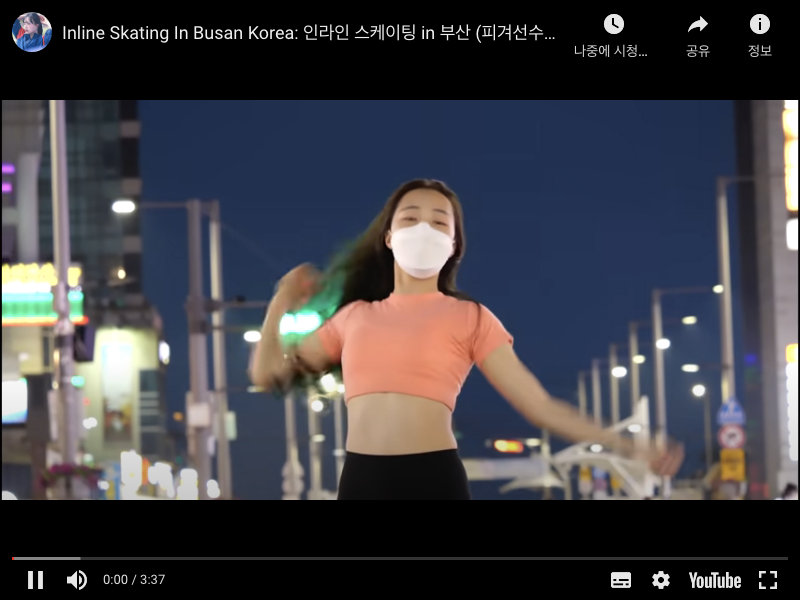 Inline Skating In Busan Korea: 인라인 스케이팅 in 부산 (피겨선수...
나중에 시청...
공유
정보
0:00 / 3:37
YouTube